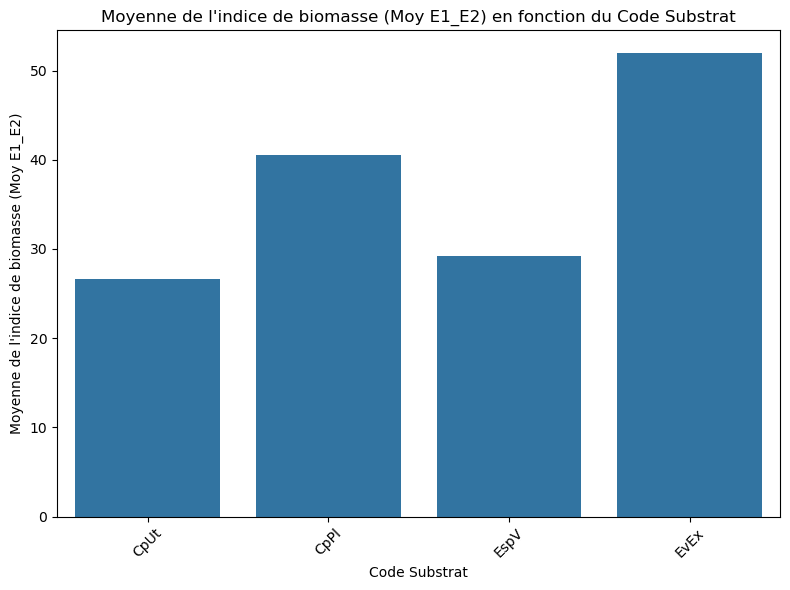 Moyenne de l'indice de biomasse (Moy E1_E2) en fonction du Code Substrat
Moyenne de l'indice de biomasse (Moy E1_E2)
50
40
30
20
10
0
CpUt
CpPl
EspV
EvEx
Code Substrat